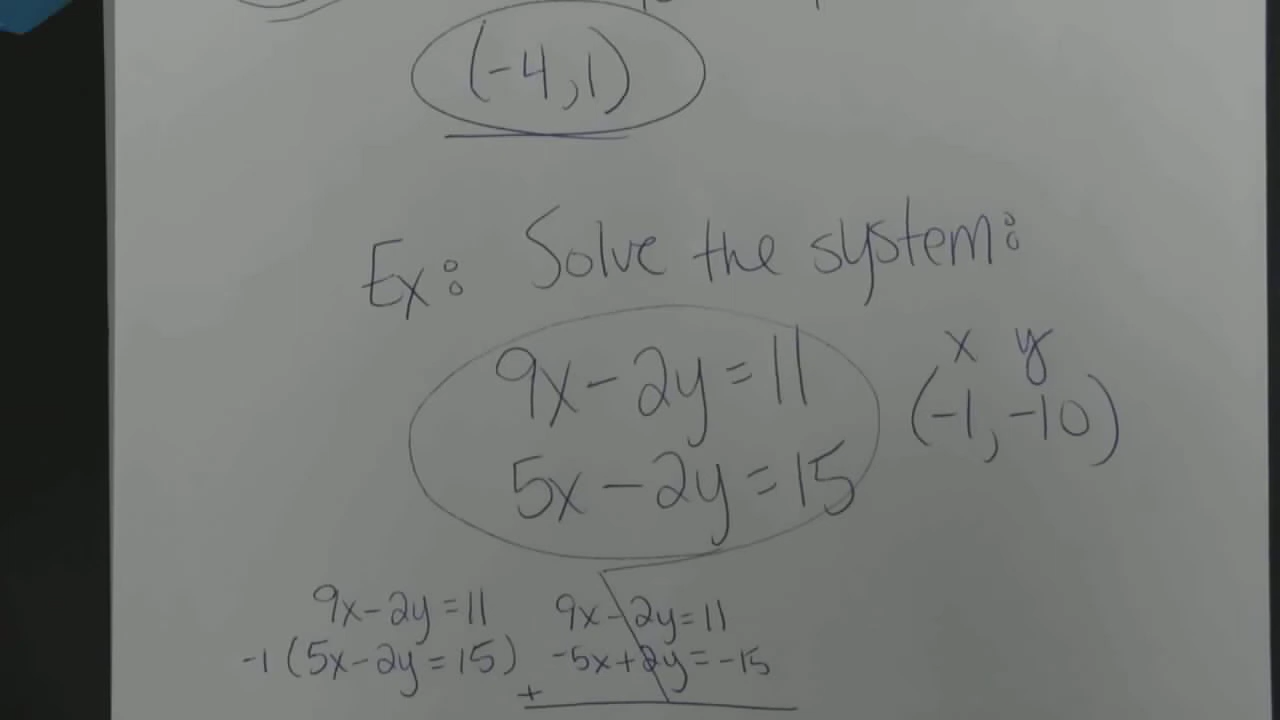 (-4,1)
Ex: Solve the system:
9x-2y=11
x y
(-1,-10)
5x-2y=15
9x-2y=11 9x-2y=11
-1(5x-2y=15) -5x+2y=-15
+